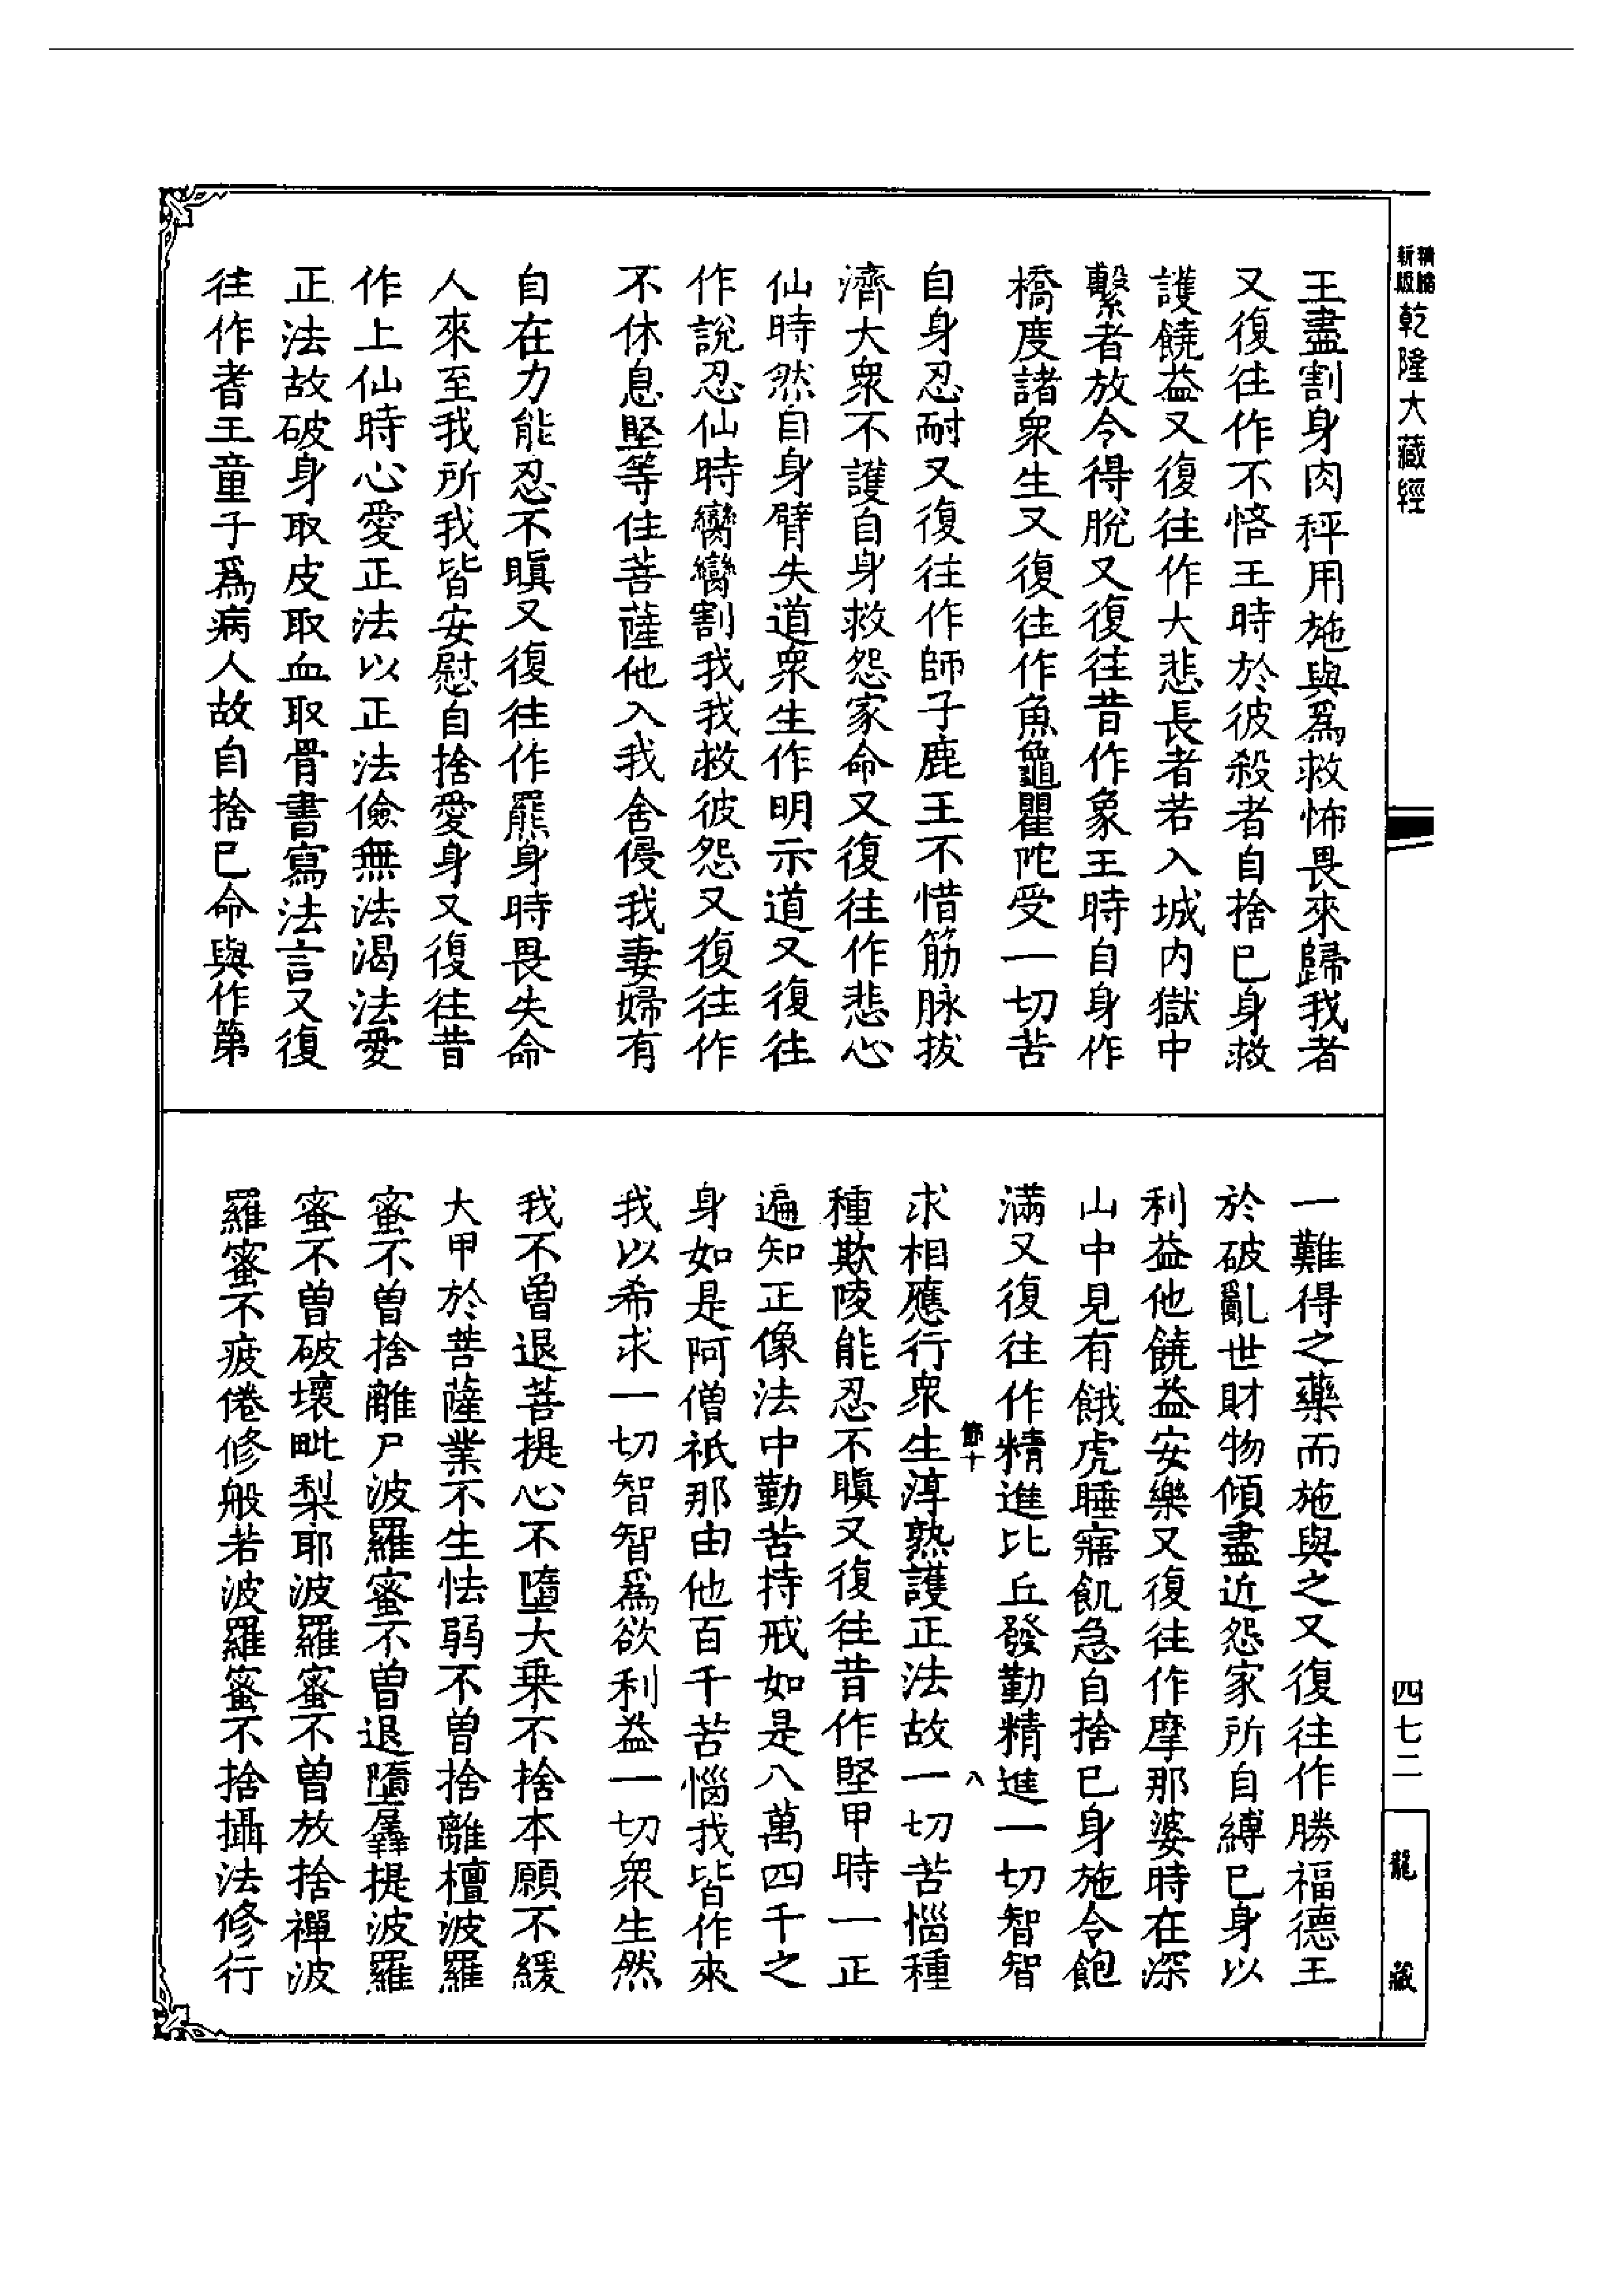 精縮新版乾隆大藏經
王盡割身肉秤用施與爲救怖畏來歸我者
又復往作不悋王時於彼殺者自捨己身救
護饒益又復往作大悲長者若入城内獄中
繫者放令得脫又復往昔作象王時自身作
橋度諸衆生又復往作魚龜瞿陀受一切苦
自身忍耐又復往作師子鹿王不惜筋脉拔
濟大衆不護自身救怨家命又復往作悲心
仙時然自身臂失道衆生作明示道又復往
作說忍仙時臠臠割我我救彼怨又復往作
不休息堅等住菩薩他入我舍侵我妻婦有
自在力能忍不瞋又復往作羆身時畏失命
人來至我所我皆安慰自捨愛身又復往昔
作上仙時心愛正法以正法儉無法渴法愛
正法故破身取皮取血取骨書寫法言又復
往作耆王童子爲病人故自捨己命與作第
一難得之藥而施與之又復往作勝福德王
於破亂世財物傾盡近怨家所自縛己身以
利益他饒益安樂又復往作摩那婆時在深
山中見有餓虎睡寤飢急自捨己身施令飽
滿又復往作精進比丘發勤精進一切智智
節十 八
求相應行衆生淳熟護正法故一切苦惱種
種欺陵能忍不瞋又復往昔作堅甲時一正
遍知正像法中勤苦持戒如是八萬四千之
身如是阿僧祇那由他百千苦惱我皆作來
我以希求一切智智爲欲利益一切衆生然
我不曾退菩提心不墮大乘不捨本願不緩
大甲於菩薩業不生怯弱不曾捨離檀波羅
蜜不曾捨離尸波羅蜜不曾退墮羼提波羅
蜜不曾破壞毗梨耶波羅蜜不曾放捨禪波
羅蜜不疲倦修般若波羅蜜不捨攝法修行
四七二
龍藏